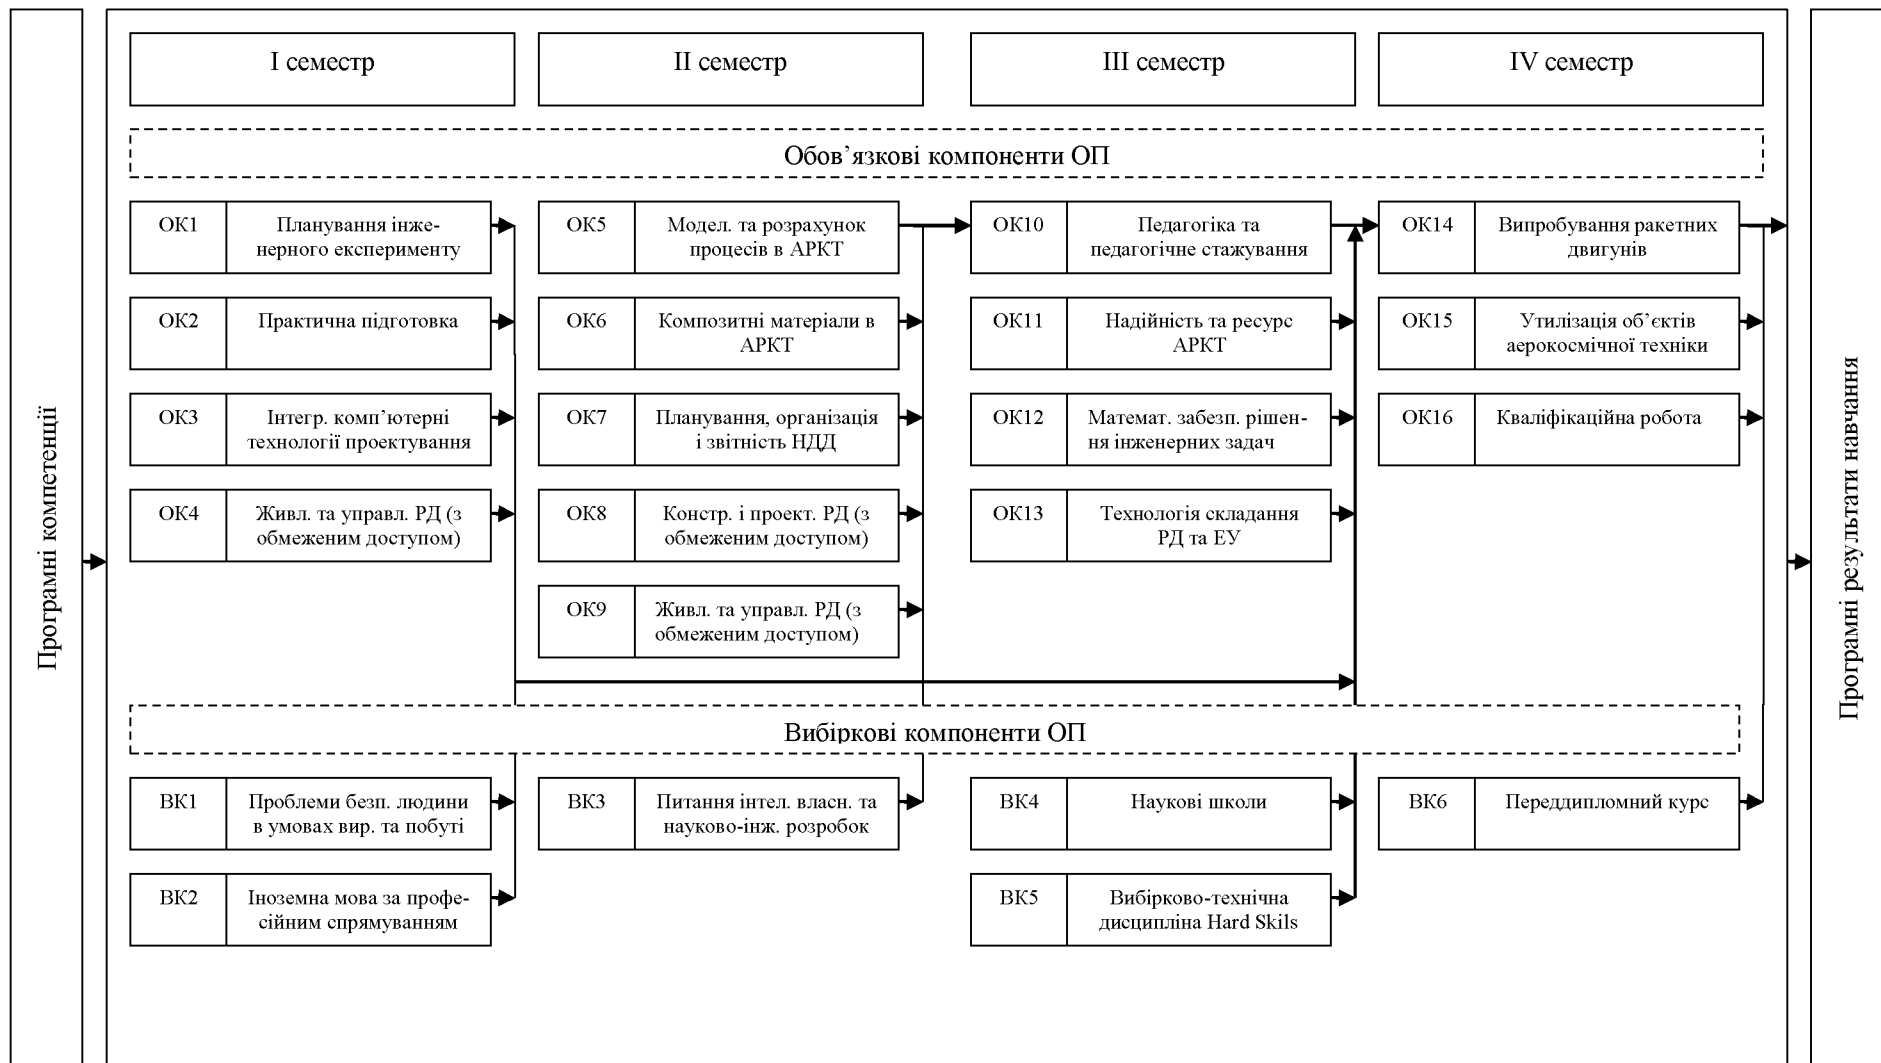 Програмні компетенції
I семестр
II семестр
III семестр
IV семестр
Обов’язкові компоненти ОП
ОК1
Планування інже-
нерного експерименту
ОК5
Модел. та розрахунок
процесів в АРКТ
ОК10
Педагогіка та
педагогічне стажування
ОК14
Випробування ракетних
двигунів
ОК2
Практична підготовка
ОК6
Композитні матеріали в
АРКТ
ОК11
Надійність та ресурс
АРКТ
ОК15
Утилізація об’єктів
аерокосмічної техніки
ОК3
Інтегр. комп’ютерні
технології проектування
ОК7
Планування, організація
і звітність НДД
ОК12
Математ. забезп. рішен-
ня інженерних задач
ОК16
Кваліфікаційна робота
ОК4
Живл. та управл. РД (з
обмеженим доступом)
ОК8
Констр. і проект. РД (з
обмеженим доступом)
ОК13
Технологія складання
РД та ЕУ
ОК9
Живл. та управл. РД (з
обмеженим доступом)
Вибіркові компоненти ОП
ВК1
Проблеми безп. людини
в умовах вир. та побуті
ВК3
Питання інтел. власн. та
науково-інж. розробок
ВК4
Наукові школи
ВК6
Переддипломний курс
ВК2
Іноземна мова за профе-
сійним спрямуванням
ВК5
Вибірково-технічна
дисципліна Hard Skils
Програмні результати навчання